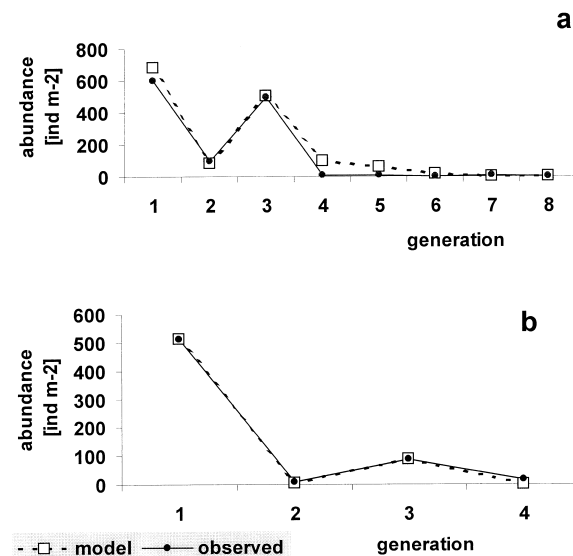 a
800
600
400
200
0
abundance
[ind m-2]
1 2 3 4 5 6 7 8
generation
b
600
500
400
300
200
100
0
abundance
[ind m-2]
1 2 3 4
generation
model observed